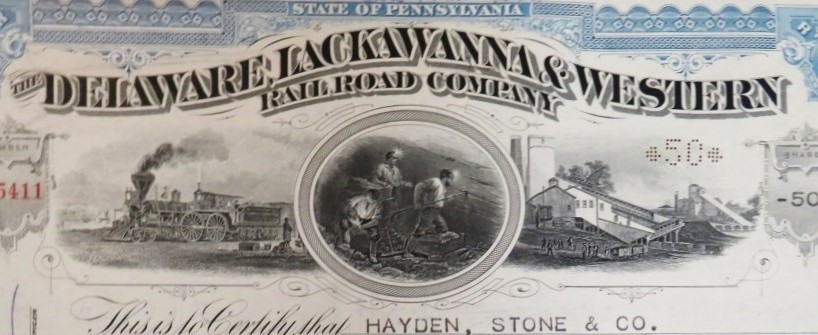 STATE OF PENNSYLVANIA
THE DELAWARE, LACKAWANNA & WESTERN
RAILROAD COMPANY
*50*
5411
-50
This is to Certify that HAYDEN, STONE & CO.